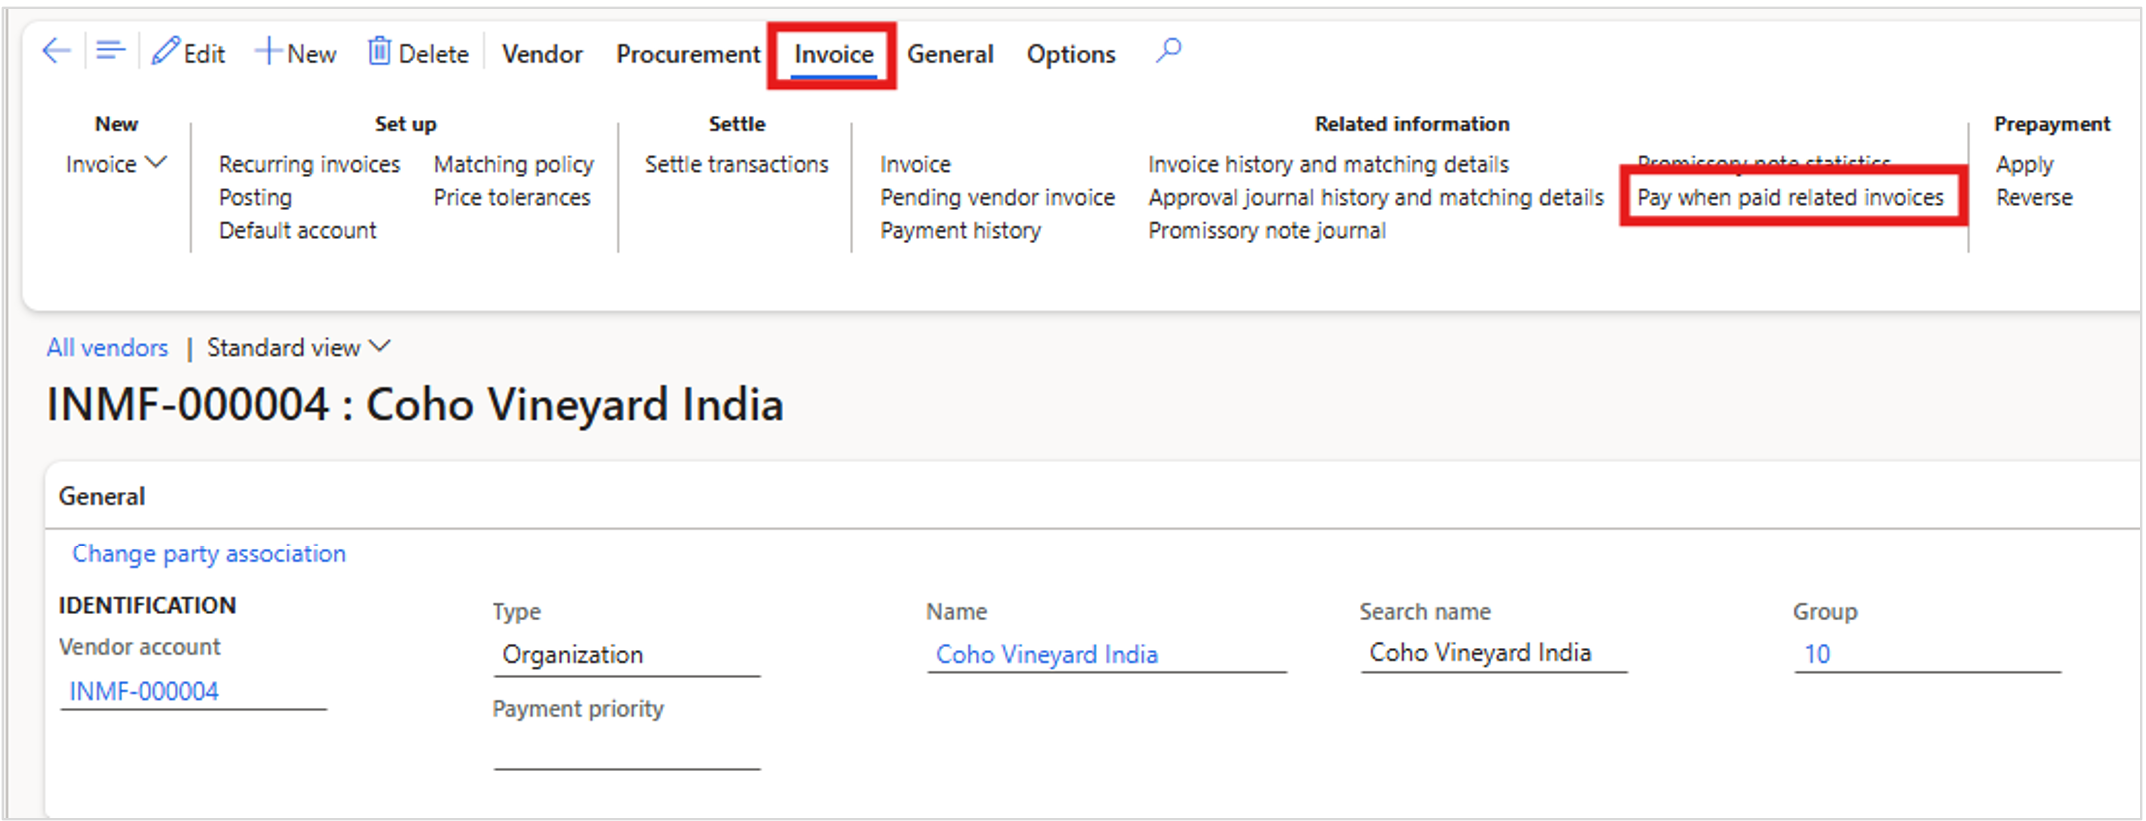 Edit New Delete Vendor Procurement Invoice General Options
New Set up Settle Related information Prepayment
Invoice Recurring invoices Matching policy Settle transactions Invoice Invoice history and matching details Promissory note statistics Apply
Posting Price tolerances Pending vendor invoice Approval journal history and matching details Pay when paid related invoices Reverse
Default account Payment history Promissory note journal
All vendors | Standard view
INMF-000004 : Coho Vineyard India
General
Change party association
IDENTIFICATION Type Name Search name Group
Vendor account Organization Coho Vineyard India Coho Vineyard India 10
INMF-000004 Payment priority